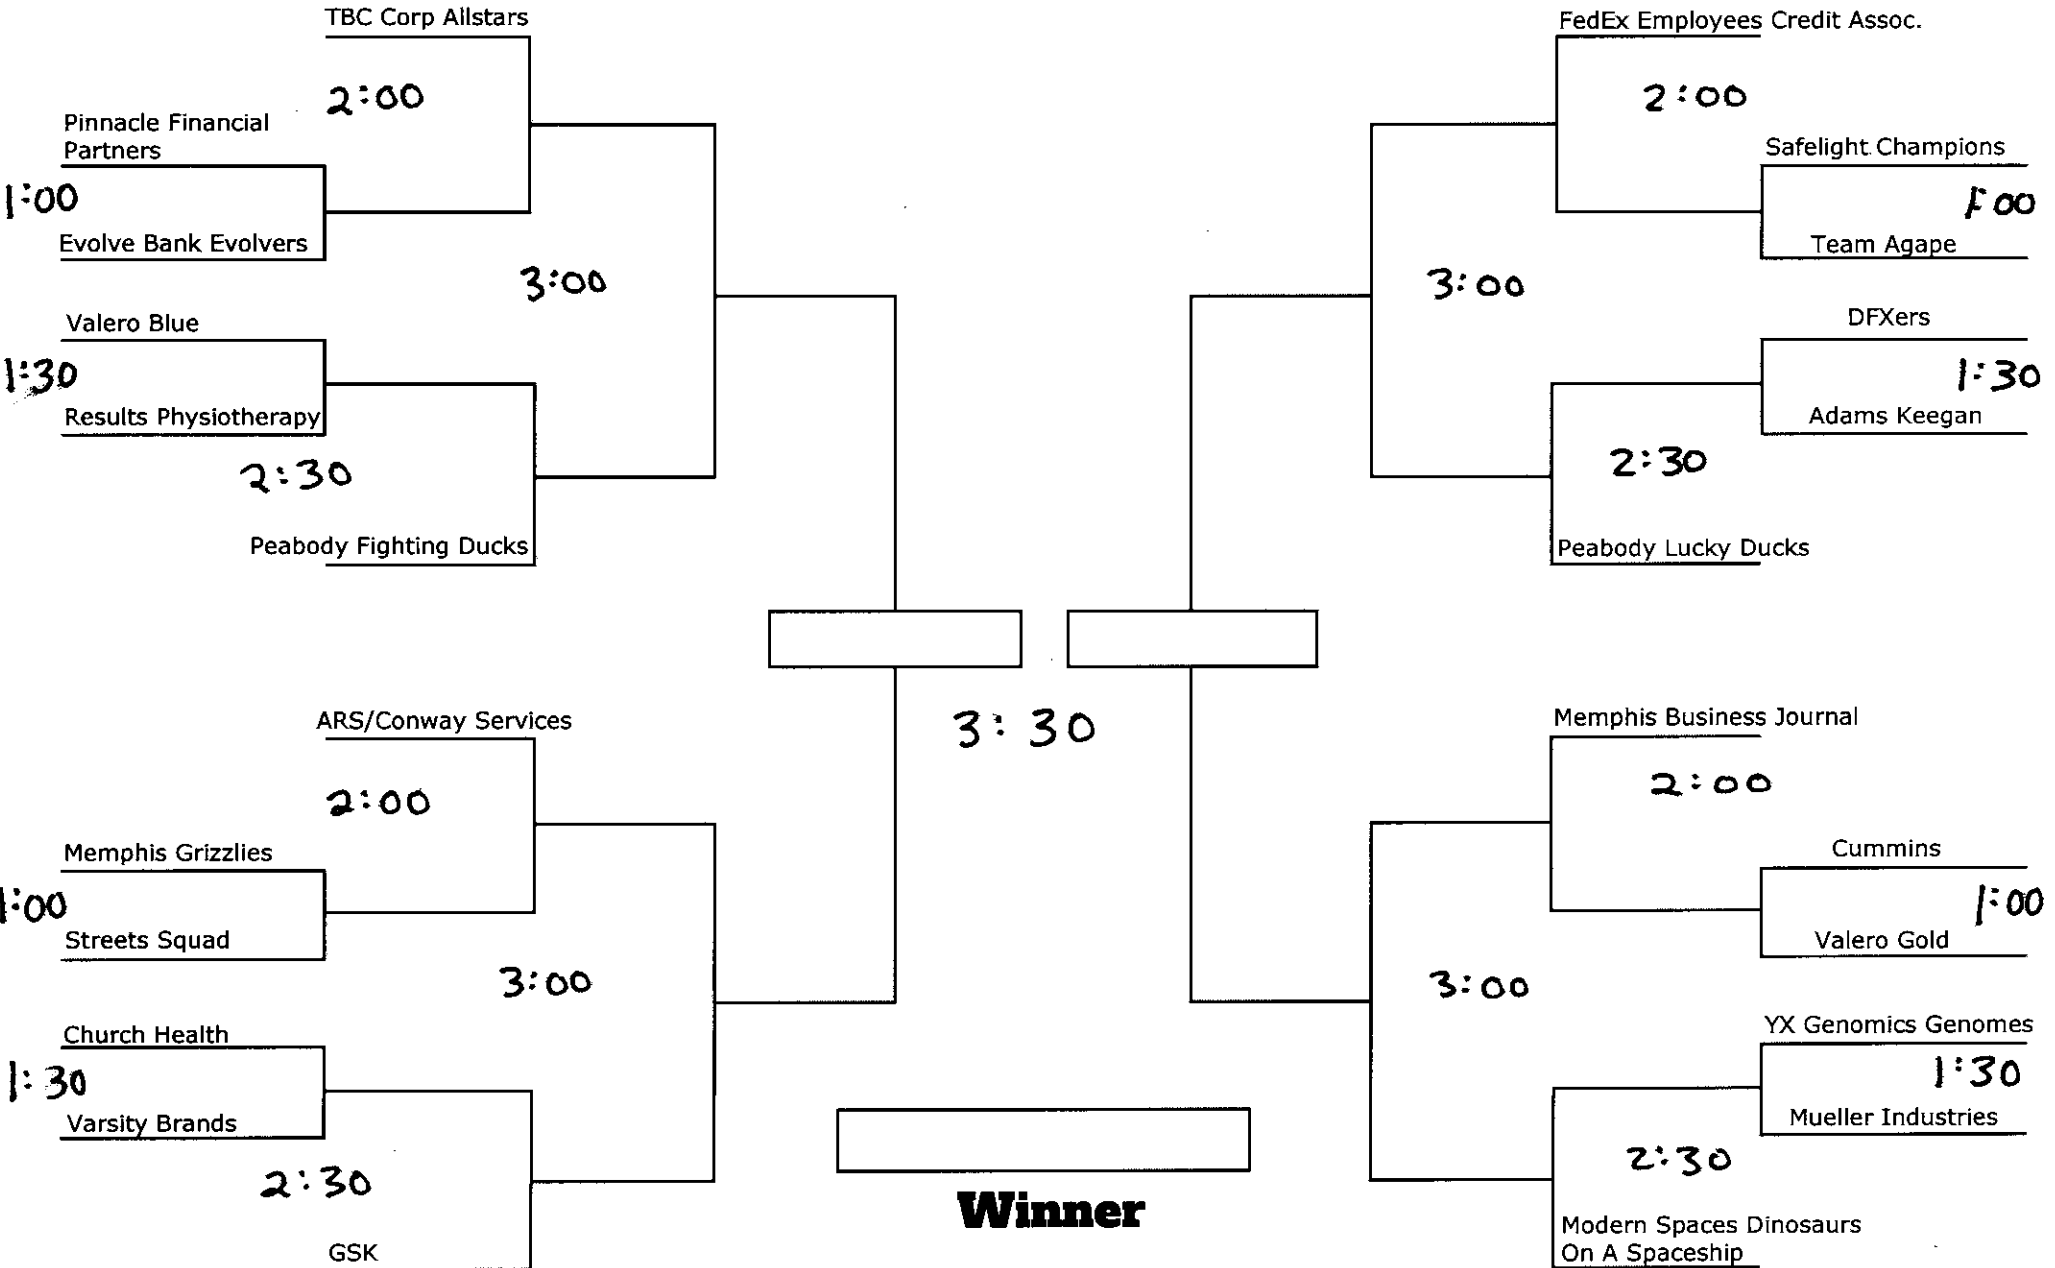 TBC Corp Allstars
2:00
Pinnacle Financial
Partners
1:00
Evolve Bank Evolvers
3:00
Valero Blue
1:30
Results Physiotherapy
2:30
Peabody Fighting Ducks
FedEx Employees Credit Assoc.
2:00
Safelight Champions
1:00
Team Agape
3:00
DFXers
1:30
Adams Keegan
2:30
Peabody Lucky Ducks
3:30
ARS/Conway Services
2:00
Memphis Grizzlies
1:00
Streets Squad
3:00
Church Health
1:30
Varsity Brands
2:30
GSK
Memphis Business Journal
2:00
Cummins
1:00
Valero Gold
3:00
YX Genomics Genomes
1:30
Mueller Industries
2:30
Modern Spaces Dinosaurs
On A Spaceship
Winner